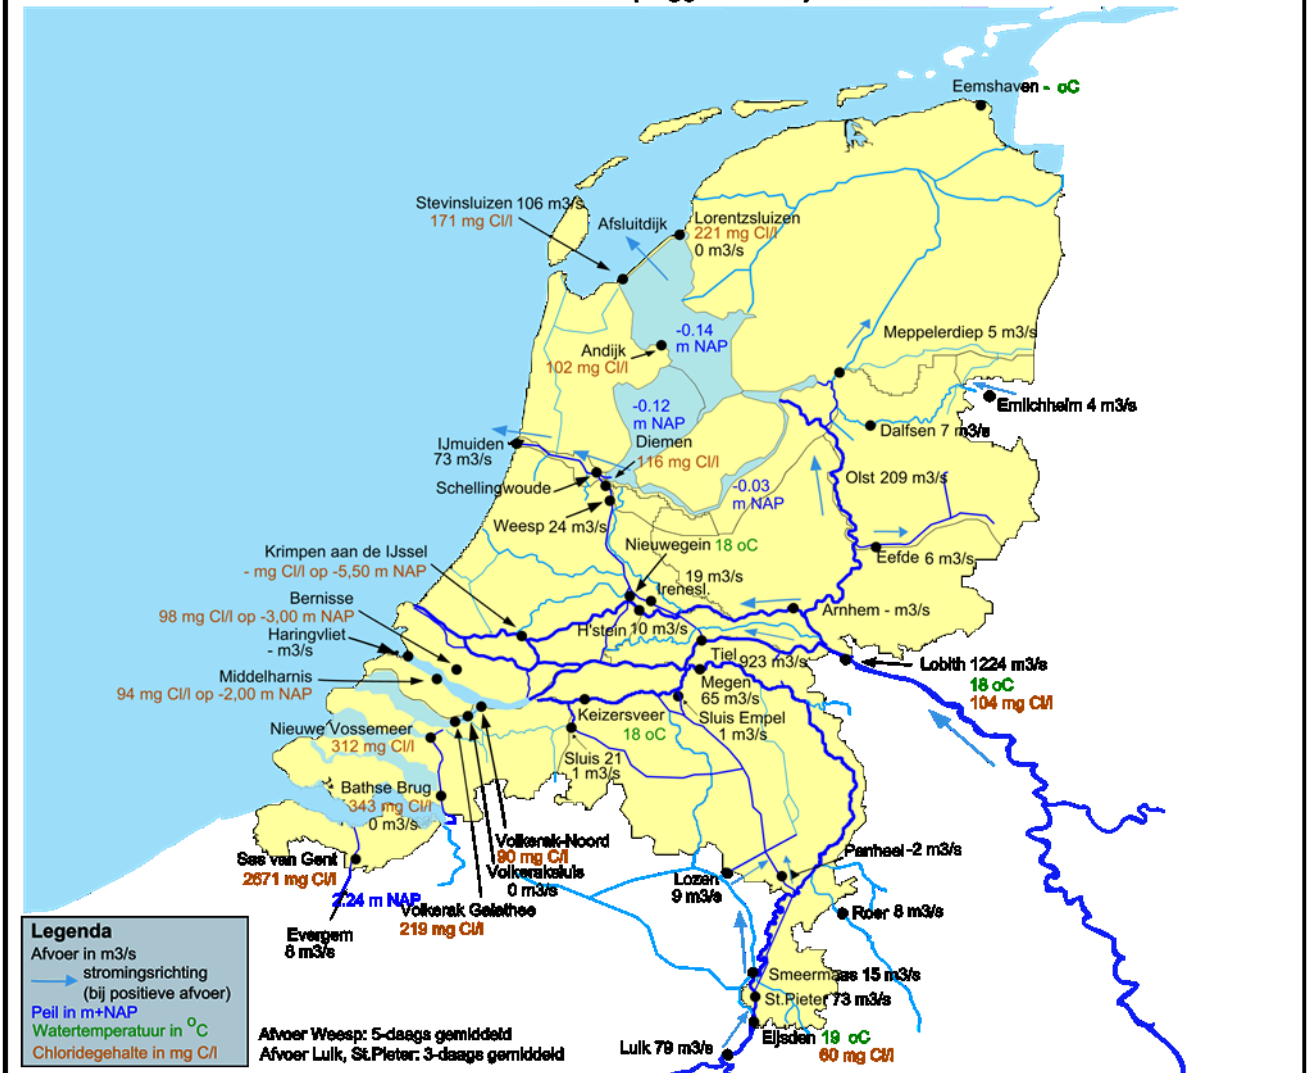 Eemshaven - oC
Stevinsluizen 106 m3/s
171 mg Cl/l
Afsluitdijk
Lorentzsluizen
221 mg Cl/l
0 m3/s
-0.14
m NAP
Meppelerdiep 5 m3/s
Andijk
102 mg Cl/l
Emlichheim 4 m3/s
-0.12
m NAP
Dalfsen 7 m3/s
IJmuiden
73 m3/s
Diemen
116 mg Cl/l
Schellingwoude
Olst 209 m3/s
-0.03
m NAP
Weesp 24 m3/s
Nieuwegein 18 oC
Eefde 6 m3/s
Krimpen aan de IJssel
- mg Cl/l op -5,50 m NAP
19 m3/s
Irenesl.
Bernisse
98 mg Cl/l op -3,00 m NAP
Arnhem - m3/s
H'stein 10 m3/s
Haringvliet
- m3/s
Tiel 923 m3/s
Lobith 1224 m3/s
18 oC
104 mg Cl/l
Middelharnis
94 mg Cl/l op -2,00 m NAP
Megen
65 m3/s
Keizersveer
18 oC
Sluis Empel
1 m3/s
Nieuwe Vossemeer
312 mg Cl/l
Sluis 21
1 m3/s
Bathse Brug
343 mg Cl/l
0 m3/s
Volkerak-Noord
90 mg C/l
Volkeraksluis
0 m3/s
Panheel -2 m3/s
Sas van Gent
2671 mg Cl/l
2.24 m NAP
Lozen
9 m3/s
Volkerak Galathee
219 mg Cl/l
Roer 8 m3/s
Evergem
8 m3/s
Smeermaas 15 m3/s
St.Pieter 73 m3/s
Eijsden 19 oC
60 mg Cl/l
Luik 79 m3/s
Legenda
Afvoer in m3/s
stromingsrichting
(bij positieve afvoer)
Peil in m+NAP
Watertemperatuur in °C
Chloridegehalte in mg C/l
Afvoer Weesp: 5-daags gemiddeld
Afvoer Luik, St.Pieter: 3-daags gemiddeld